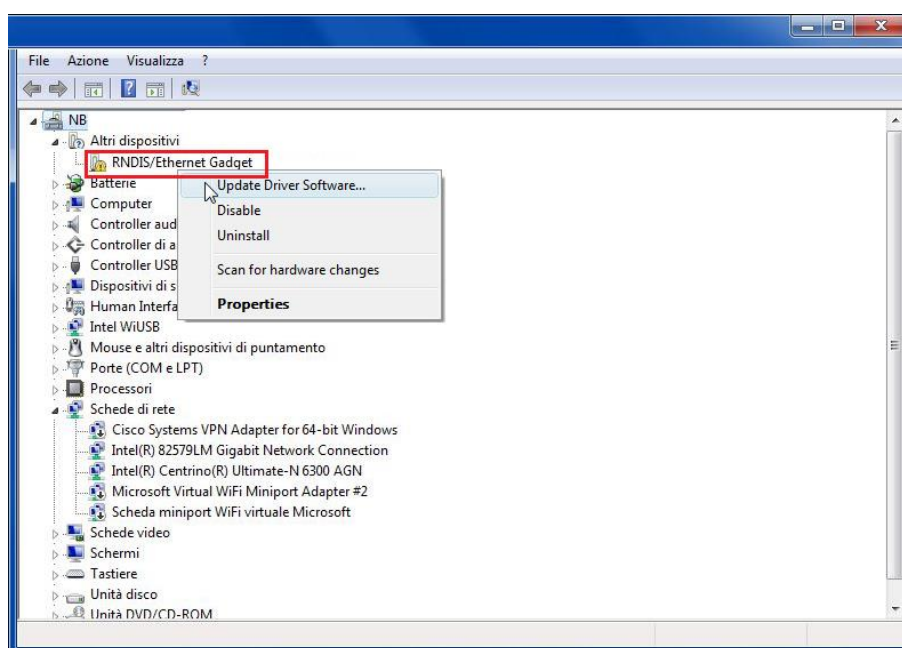 File Azione Visualizza ?
NB
Altri dispositivi
RNDIS/Ethernet Gadget
Batterie
Update Driver Software...
Computer
Disable
Controller aud
Uninstall
Controller di a
Controller USB
Scan for hardware changes
Dispositivi di s
Human Interfa
Properties
Intel WiUSB
Mouse e altri dispositivi di puntamento
Porte (COM e LPT)
Processori
Schede di rete
Cisco Systems VPN Adapter for 64-bit Windows
Intel(R) 82579LM Gigabit Network Connection
Intel(R) Centrino(R) Ultimate-N 6300 AGN
Microsoft Virtual WiFi Miniport Adapter #2
Scheda miniport WiFi virtuale Microsoft
Schede video
Schermi
Tastiere
Unità disco
Unità DVD/CD-ROM